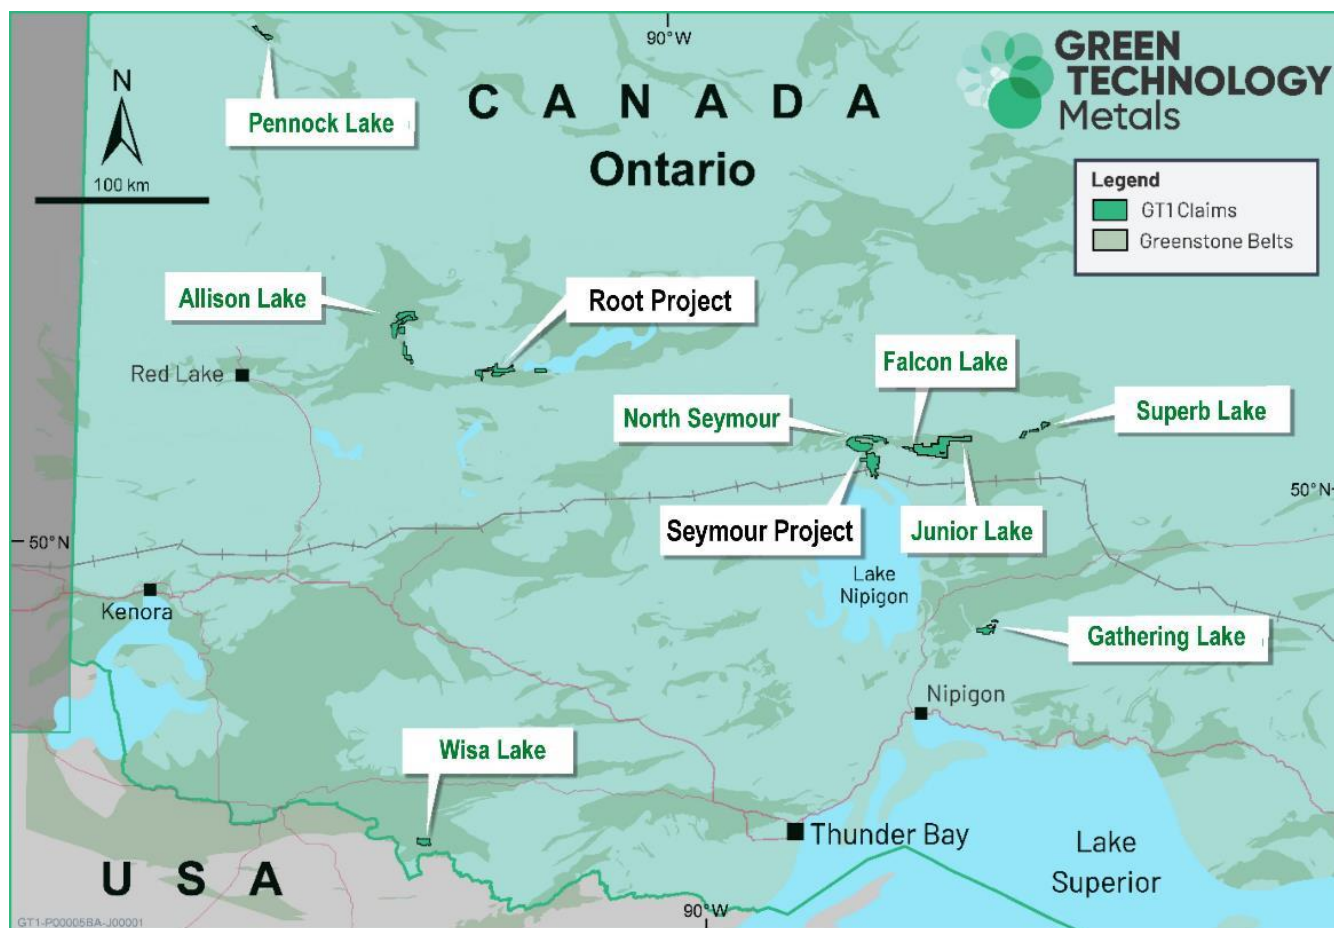 90°W
GREEN
TECHNOLOGY
Metals
N
Pennock Lake
CANADA
Ontario
100 km
Legend
GT1 Claims
Greenstone Belts
Allison Lake
Root Project
Red Lake
Falcon Lake
North Seymour
Superb Lake
50°N
Seymour Project
Junior Lake
50°N
Lake
Nipigon
Kenora
Gathering Lake
Nipigon
Wisa Lake
Thunder Bay
Lake
Superior
USA
90°W
GT1-P00005BA-J00001